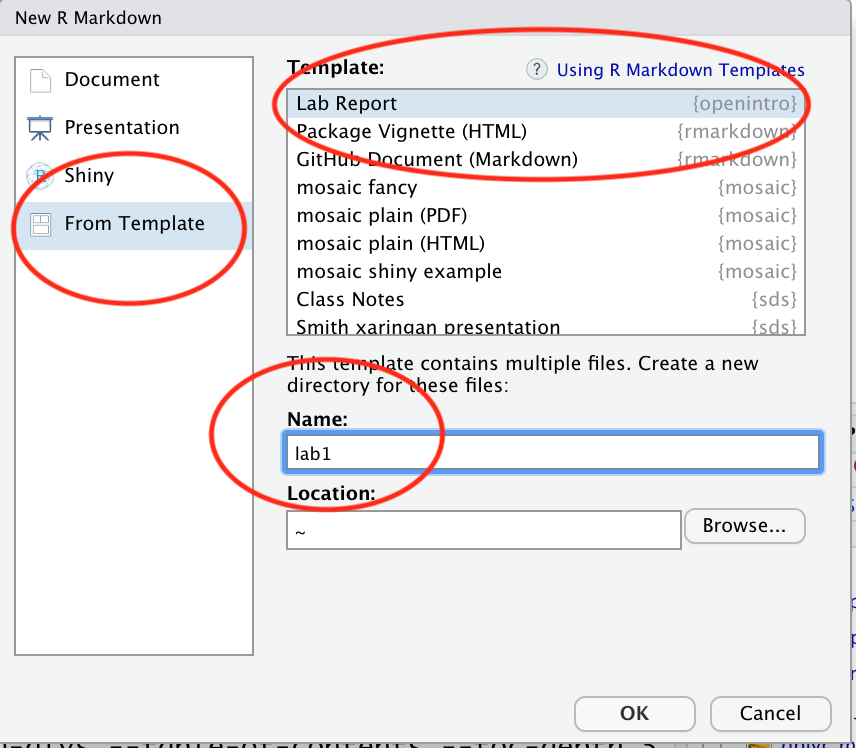 New R Markdown
Document
Presentation
Shiny
From Template
Template:
? Using R Markdown Templates
Lab Report {openintro}
Package Vignette (HTML) {rmarkdown}
GitHub Document (Markdown) {rmarkdown}
mosaic fancy {mosaic}
mosaic plain (PDF) {mosaic}
mosaic plain (HTML) {mosaic}
mosaic shiny example {mosaic}
Class Notes {sds}
Smith xaringan presentation {sds}
This template contains multiple files. Create a new
directory for these files:
Name:
lab1
Location:
~
Browse...
OK Cancel